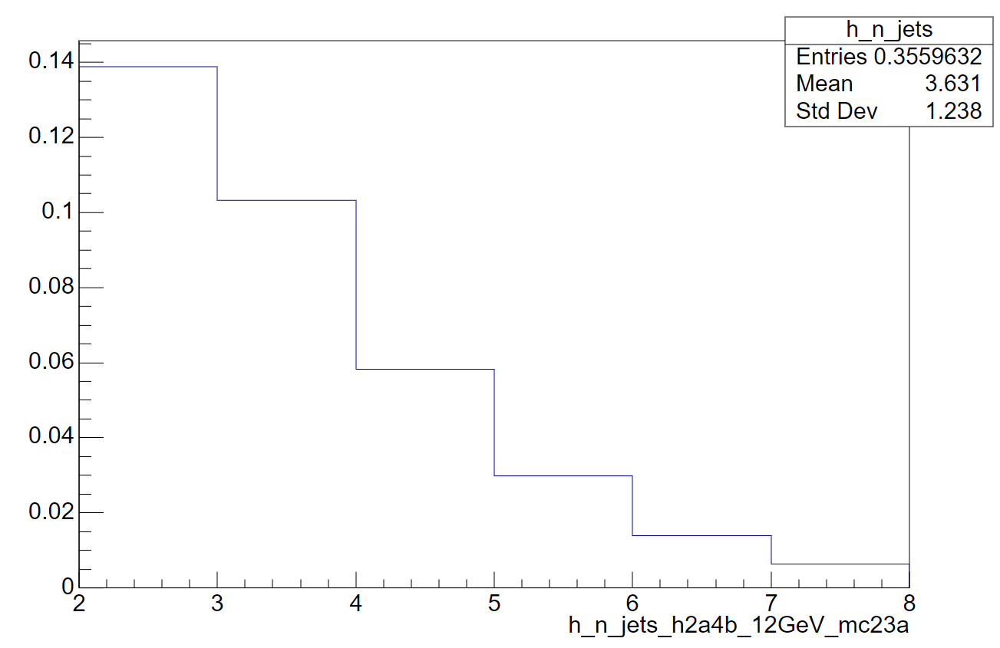 h_n_jets
Entries 0.3559632
Mean 3.631
Std Dev 1.238
0.14
0.12
0.1
0.08
0.06
0.04
0.02
0
2 3 4 5 6 7 8
h_n_jets_h2a4b_12GeV_mc23a